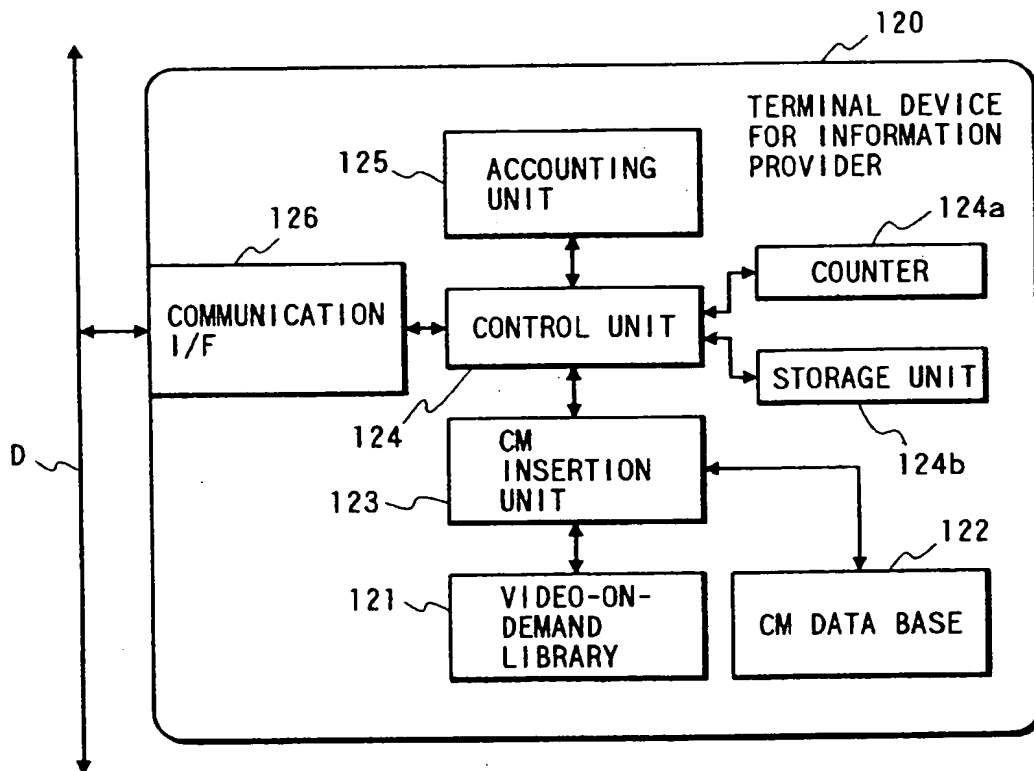 120
TERMINAL DEVICE
FOR INFORMATION
PROVIDER
125
ACCOUNTING
UNIT
126
124a
COUNTER
COMMUNICATION
I/F
CONTROL UNIT
STORAGE UNIT
124
124b
D
CM
INSERTION
UNIT
123
122
121
VIDEO-ON-
DEMAND
LIBRARY
CM DATA BASE